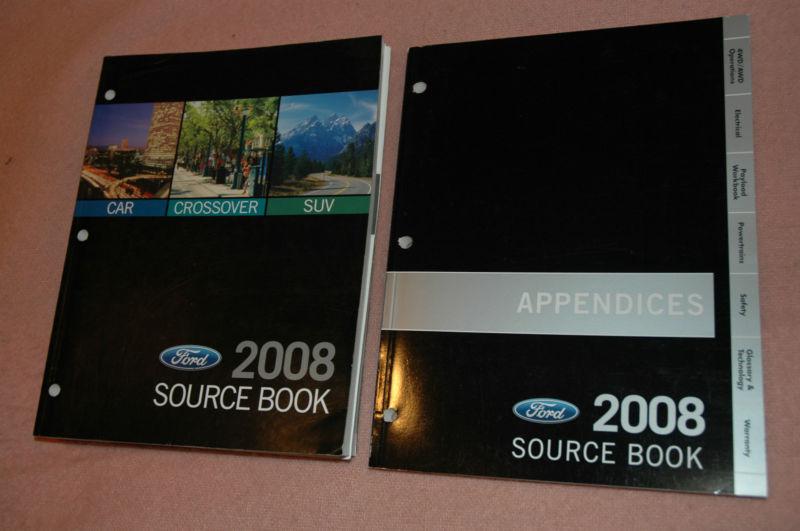 CAR
CROSSOVER
SUV
Ford
2008
SOURCE BOOK
APPENDICES
Ford
2008
SOURCE BOOK
4WD/AWD
Operations
Electrical
Payload
Workbook
Powertrains
Safety
Glossary &
Technology
Warranty